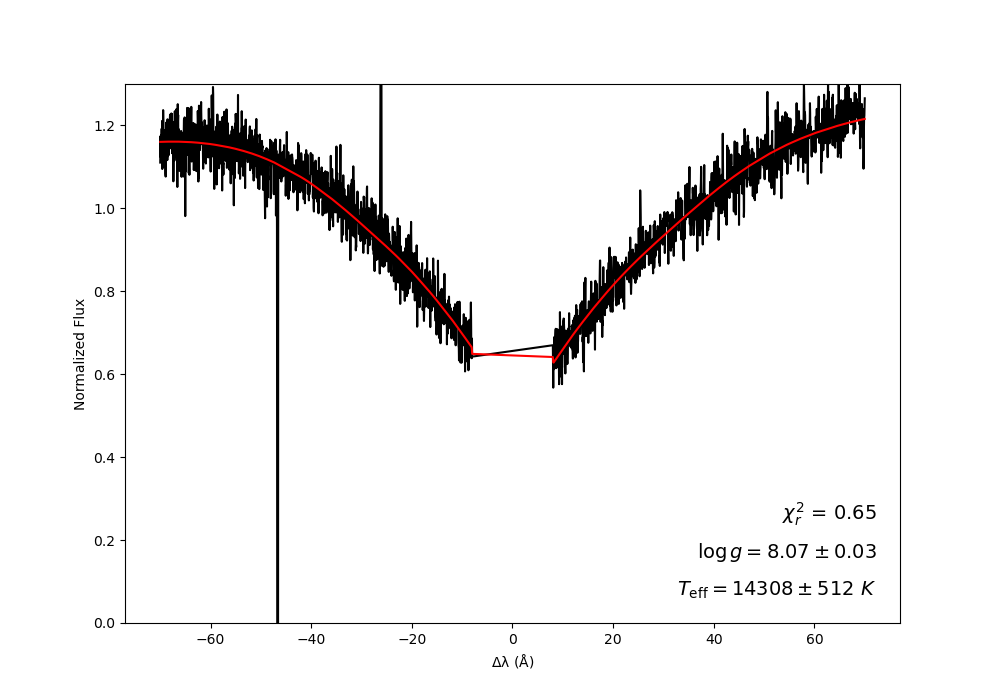 1.2
1.0
0.8
0.6
0.4
0.2
0.0
Normalized Flux
χ²ᵣ = 0.65
log g = 8.07 ± 0.03
T_eff = 14308 ± 512 K
−60 −40 −20 0 20 40 60
Δλ (Å)